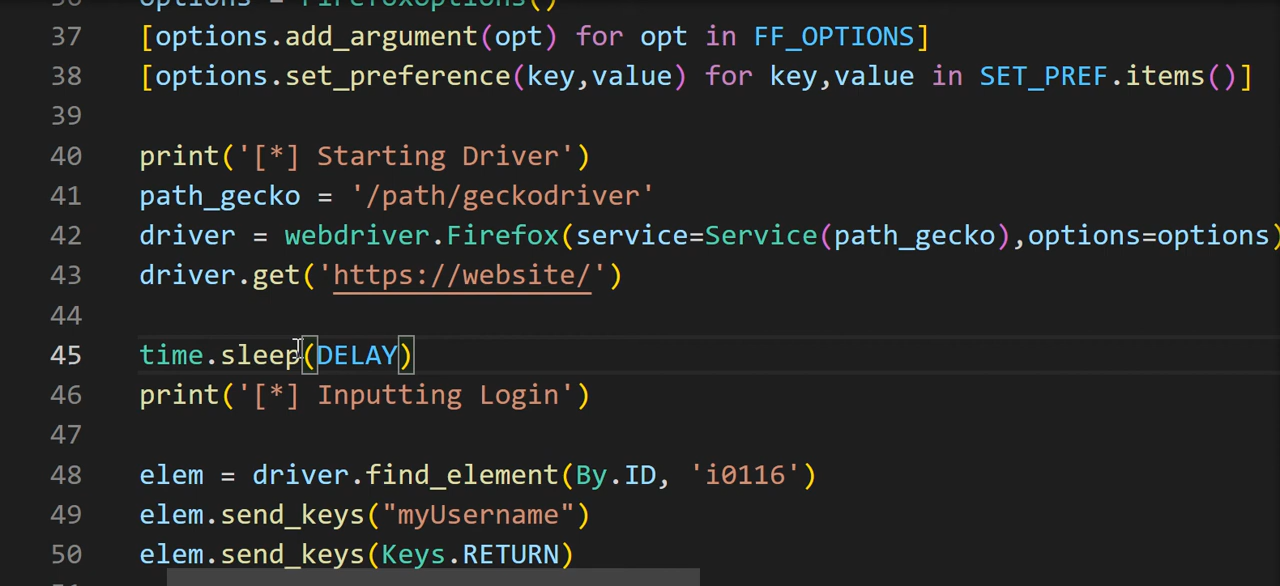 36 options = FirefoxOptions()
37 [options.add_argument(opt) for opt in FF_OPTIONS]
38 [options.set_preference(key,value) for key,value in SET_PREF.items()]
39
40 print('[*] Starting Driver')
41 path_gecko = '/path/geckodriver'
42 driver = webdriver.Firefox(service=Service(path_gecko),options=options)
43 driver.get('https://website/')
44
45 time.sleep(DELAY)
46 print('[*] Inputting Login')
47
48 elem = driver.find_element(By.ID, 'i0116')
49 elem.send_keys("myUsername")
50 elem.send_keys(Keys.RETURN)